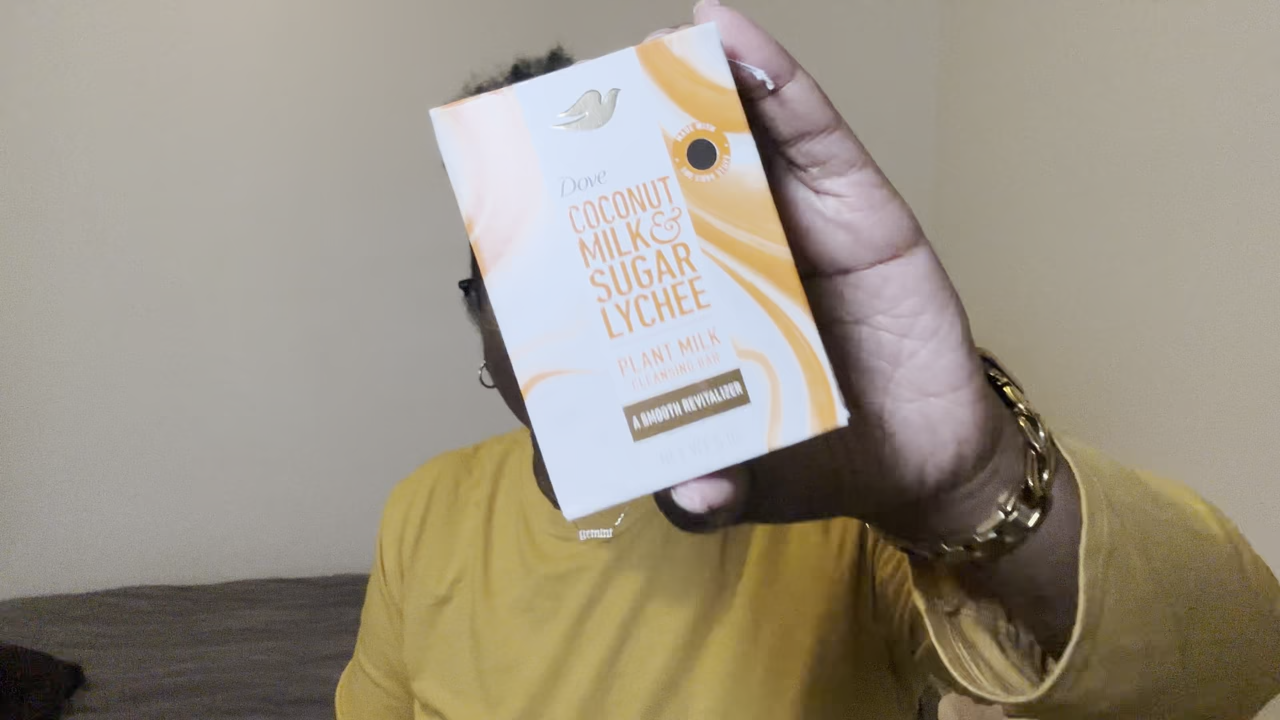 Dove
COCONUT
MILK &
SUGAR
LYCHEE
PLANT MILK
CLEANSING BAR
A SMOOTH REVITALIZER